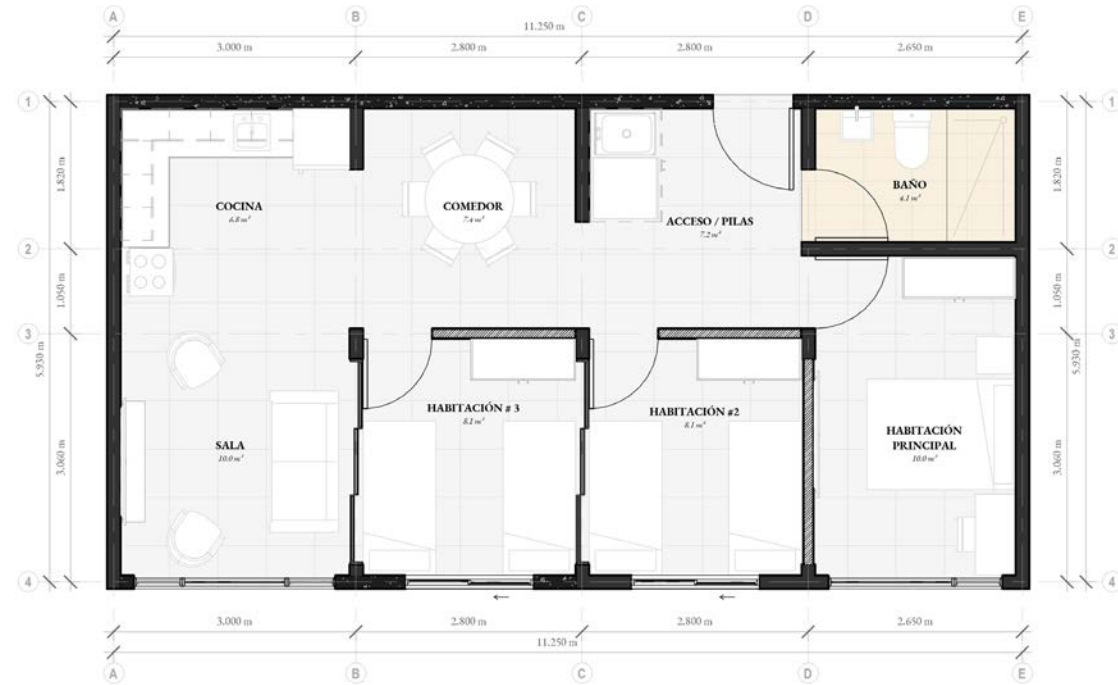 A B C D E
11.250 m
3.000 m 2.800 m 2.800 m 2.650 m
1 1
1.820 m 1.820 m
COCINA
6.8 m²
COMEDOR
7.4 m²
ACCESO / PILAS
7.2 m²
BAÑO
4.1 m²
2 2
1.050 m 1.050 m
3 3
5.930 m 5.930 m
HABITACIÓN # 3
8.1 m²
HABITACIÓN #2
8.1 m²
HABITACIÓN
PRINCIPAL
10.0 m²
SALA
10.0 m²
3.060 m 3.060 m
4 4
3.000 m 2.800 m 2.800 m 2.650 m
11.250 m
A B C D E